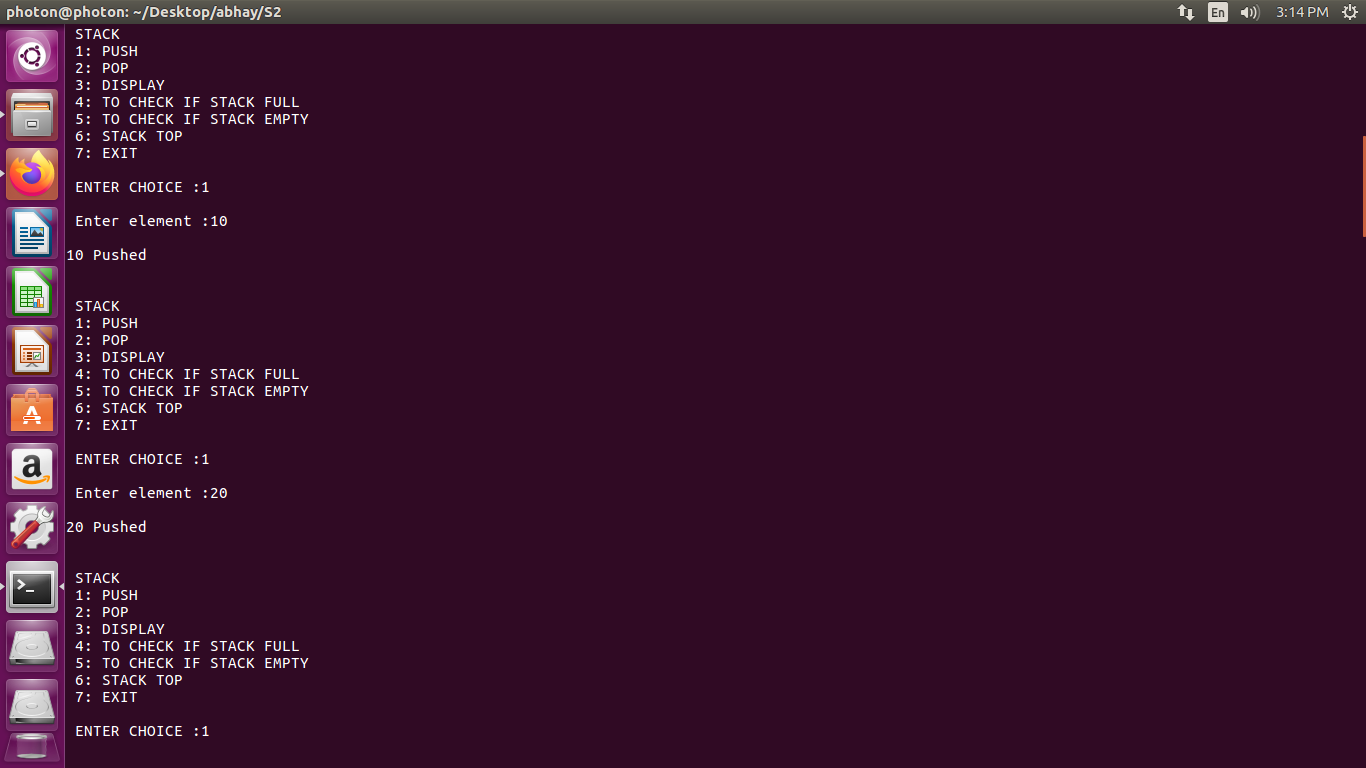 photon@photon: ~/Desktop/abhay/S2
En
3:14 PM
STACK
1: PUSH
2: POP
3: DISPLAY
4: TO CHECK IF STACK FULL
5: TO CHECK IF STACK EMPTY
6: STACK TOP
7: EXIT
ENTER CHOICE :1
Enter element :10
10 Pushed
STACK
1: PUSH
2: POP
3: DISPLAY
4: TO CHECK IF STACK FULL
5: TO CHECK IF STACK EMPTY
6: STACK TOP
7: EXIT
ENTER CHOICE :1
Enter element :20
20 Pushed
STACK
1: PUSH
2: POP
3: DISPLAY
4: TO CHECK IF STACK FULL
5: TO CHECK IF STACK EMPTY
6: STACK TOP
7: EXIT
ENTER CHOICE :1